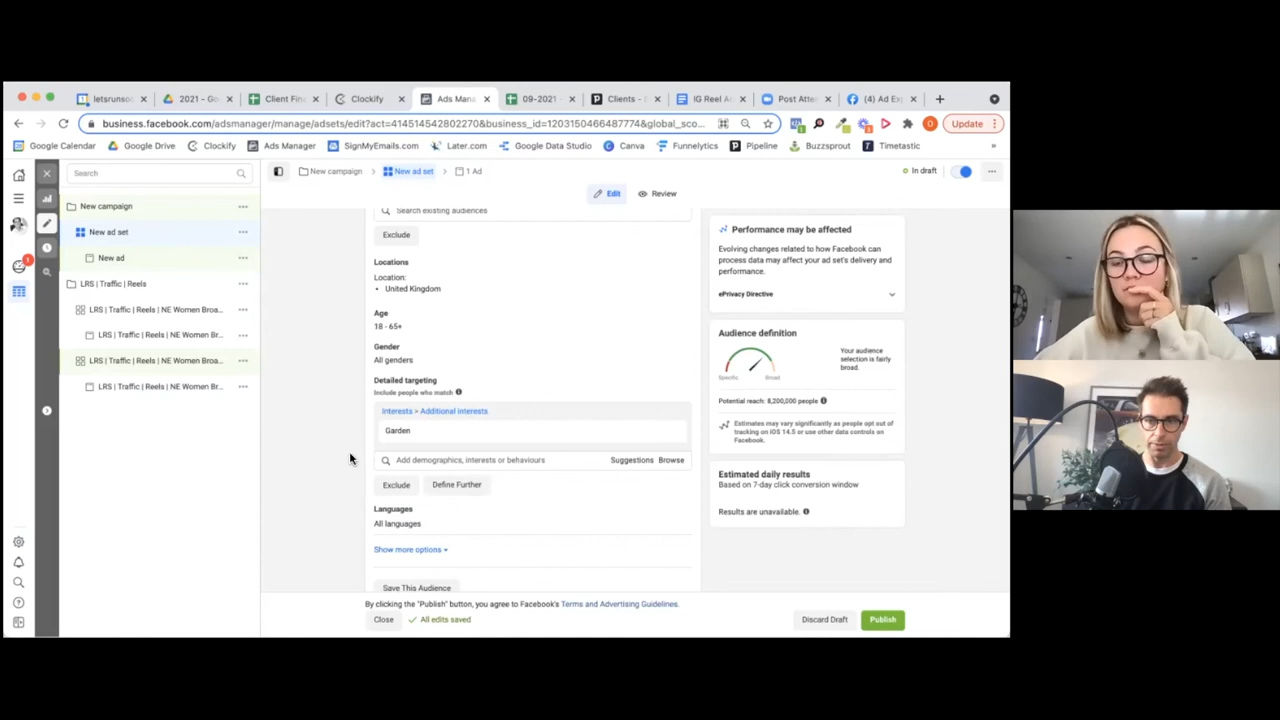 letsrunsoc
2021 - Go
Client Fin
Clockify
Ads Mana
09-2021 -
Clients -
IG Reel A
Post Atte
(4) Ad Ex
business.facebook.com/adsmanager/manage/adsets/edit?act=414514542802270&business_id=1203150466487774&global_sco...
Update
Google Calendar
Google Drive
Clockify
Ads Manager
SignMyEmails.com
Later.com
Google Data Studio
Canva
Funnelytics
Pipeline
Buzzsprout
Timetastic
Search
New campaign
New ad set
1 Ad
In draft
Edit
Review
New campaign
New ad set
New ad
LRS | Traffic | Reels
LRS | Traffic | Reels | NE Women Broa...
LRS | Traffic | Reels | NE Women Br...
LRS | Traffic | Reels | NE Women Broa...
LRS | Traffic | Reels | NE Women Br...
Search existing audiences
Exclude
Locations
Location:
• United Kingdom
Age
18 - 65+
Gender
All genders
Detailed targeting
Include people who match
Interests > Additional interests
Garden
Add demographics, interests or behaviours
Suggestions Browse
Exclude
Define Further
Languages
All languages
Show more options
Save This Audience
Performance may be affected
Evolving changes related to how Facebook can
process data may affect your ad set's delivery and
performance.
ePrivacy Directive
Audience definition
Specific
Broad
Your
audience
selection is fairly
broad.
Potential reach: 8,200,000 people
Estimates may vary significantly as people opt out of
tracking on iOS 14.5 or use other data controls on
Facebook.
Estimated daily results
Based on 7-day click conversion window
Results are unavailable.
By clicking the "Publish" button, you agree to Facebook's Terms and Advertising Guidelines.
Close
All edits saved
Discard Draft
Publish